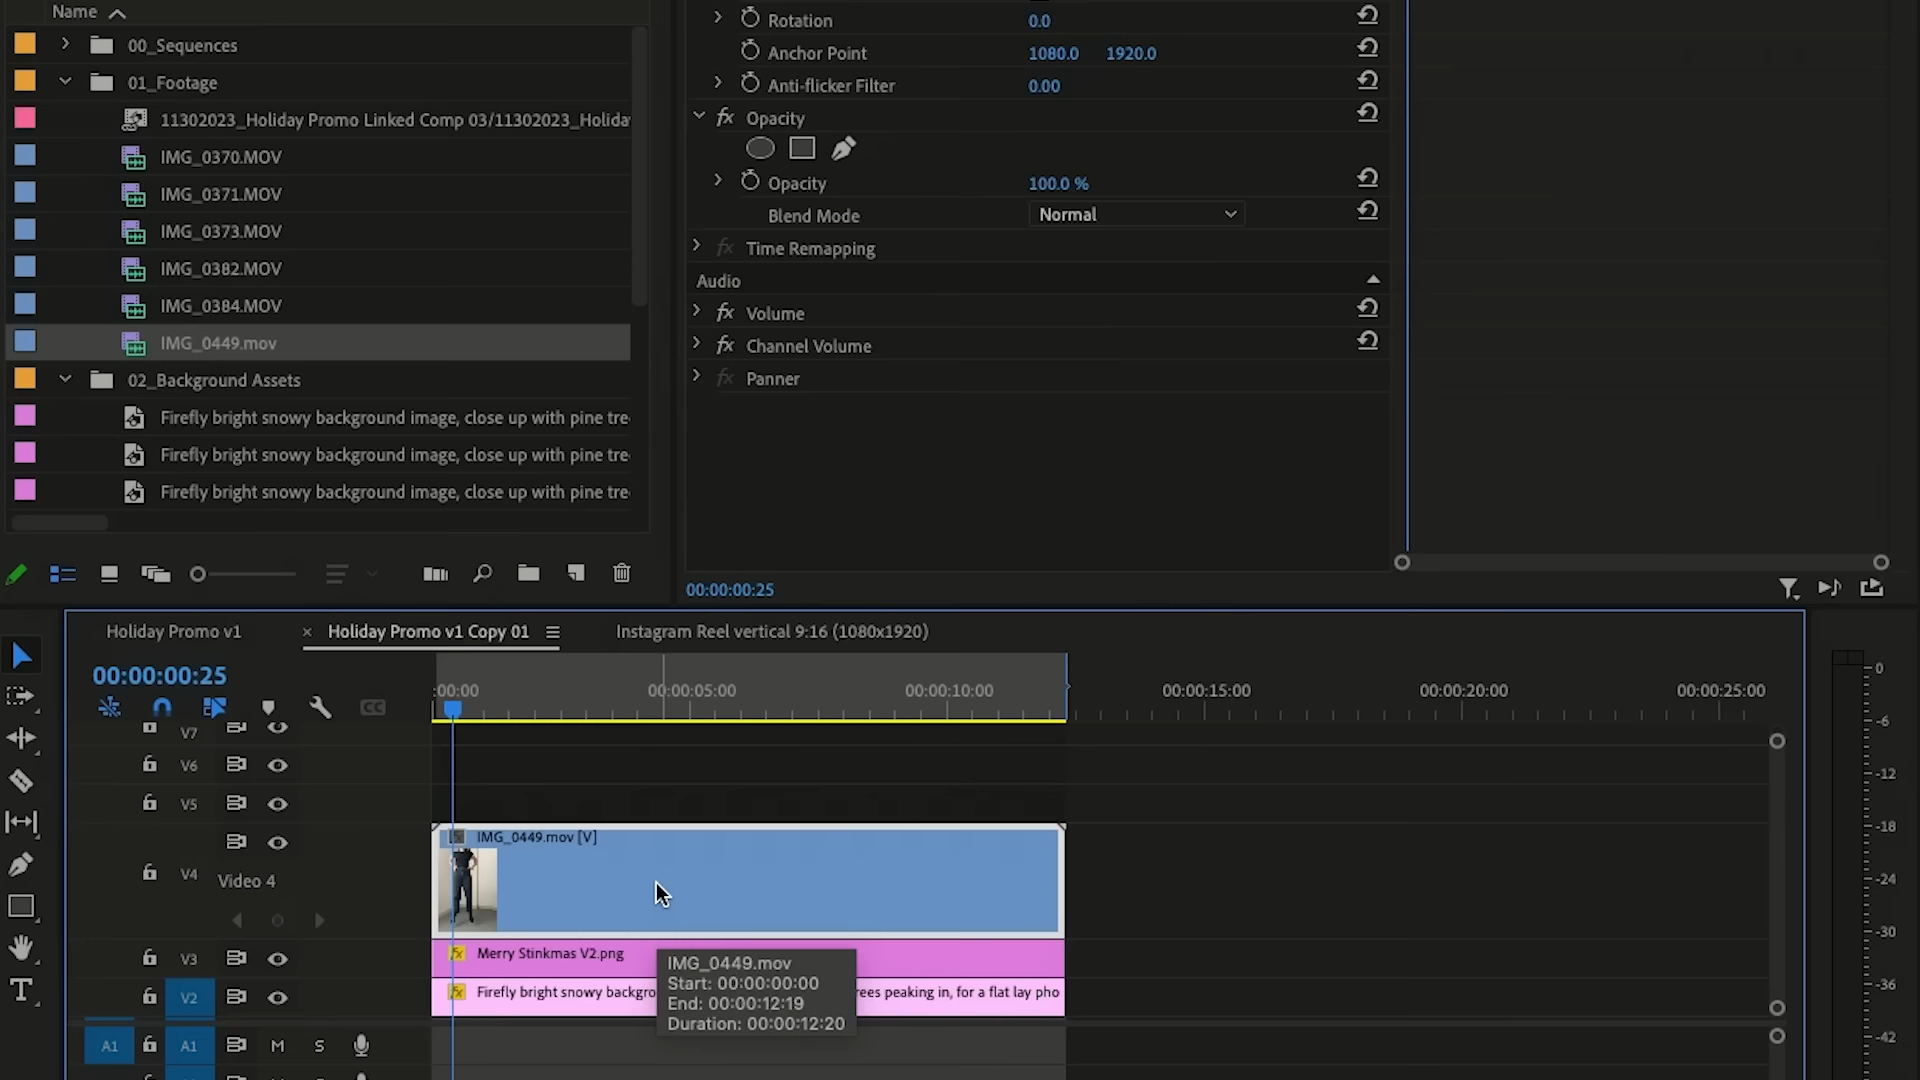 Name
00_Sequences
01_Footage
11302023_Holiday Promo Linked Comp 03/11302023_Holida
IMG_0370.MOV
IMG_0371.MOV
IMG_0373.MOV
IMG_0382.MOV
IMG_0384.MOV
IMG_0449.mov
02_Background Assets
Firefly bright snowy background image, close up with pine tre
Firefly bright snowy background image, close up with pine tre
Firefly bright snowy background image, close up with pine tre
Rotation 0.0
Anchor Point 1080.0 1920.0
Anti-flicker Filter 0.00
fx Opacity
Opacity 100.0 %
Blend Mode Normal
fx Time Remapping
Audio
fx Volume
fx Channel Volume
fx Panner
00:00:00:25
Holiday Promo v1 × Holiday Promo v1 Copy 01 Instagram Reel vertical 9:16 (1080x1920)
00:00:00:25
:00:00 00:00:05:00 00:00:10:00 00:00:15:00 00:00:20:00 00:00:25:00
CC
V7
V6
V5
IMG_0449.mov [V]
V4 Video 4
V3 fx Merry Stinkmas V2.png
V2 fx Firefly bright snowy backgro rees peaking in, for a flat lay pho
IMG_0449.mov
Start: 00:00:00:00
End: 00:00:12:19
Duration: 00:00:12:20
A1 A1 M S
T
0
-6
-12
-18
-24
-30
-36
-42